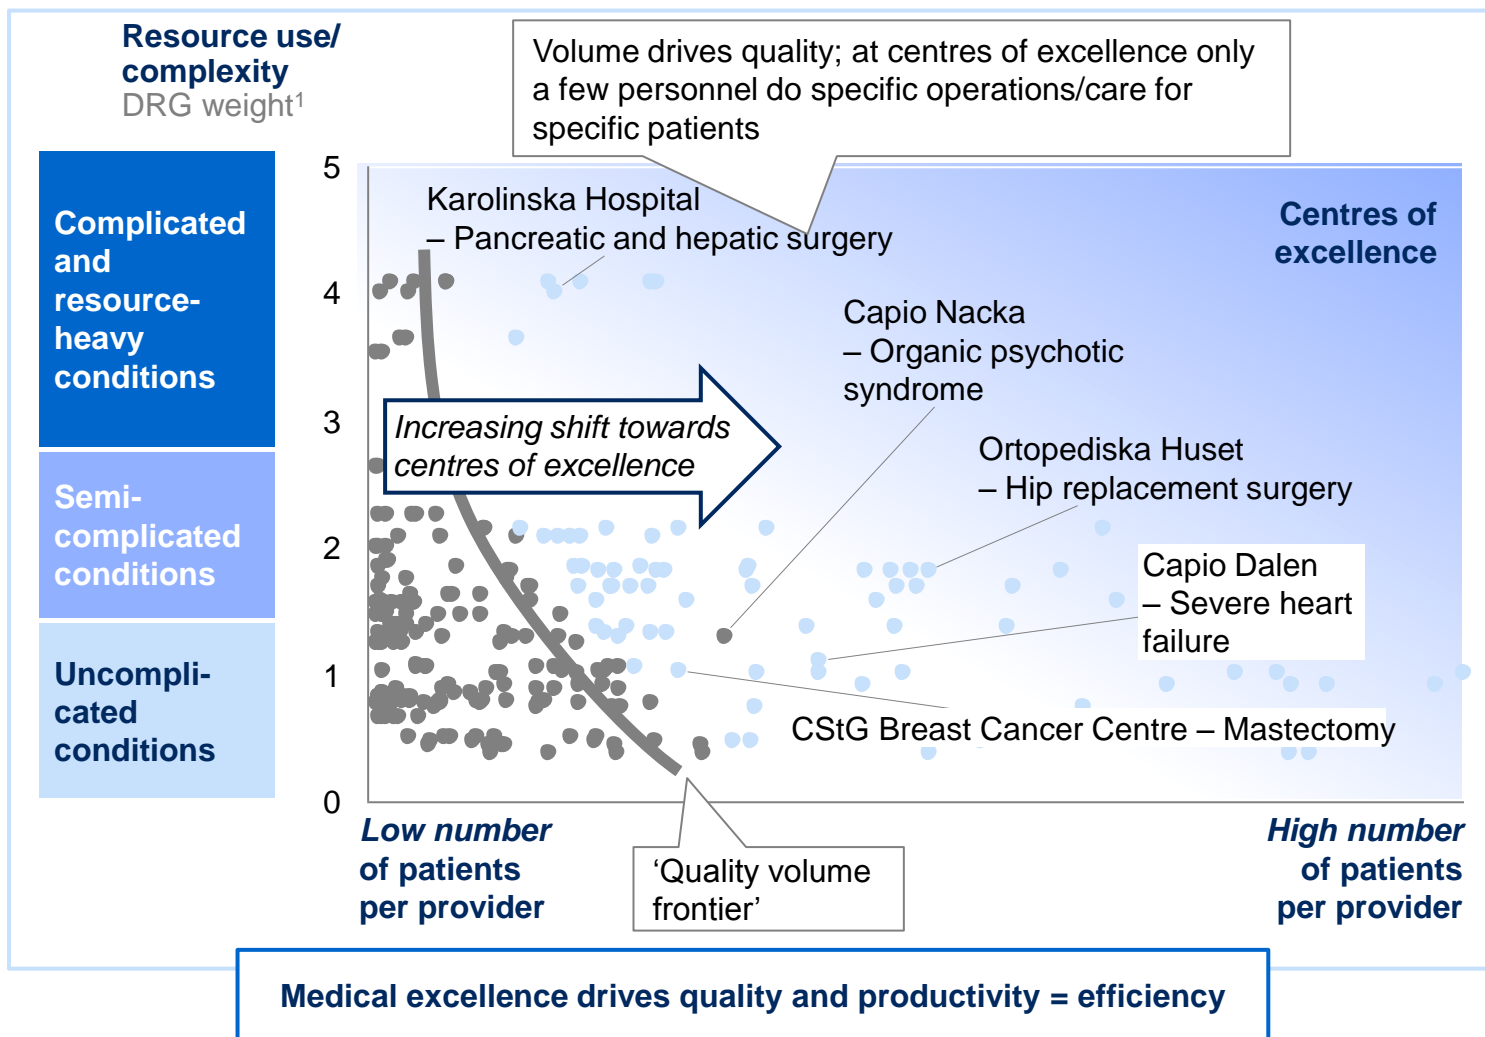 Resource use/
complexity
DRG weight¹
Volume drives quality; at centres of excellence only
a few personnel do specific operations/care for
specific patients
Complicated
and
resource-
heavy
conditions
Semi-
complicated
conditions
Uncompli-
cated
conditions
5
4
3
2
1
0
Karolinska Hospital
– Pancreatic and hepatic surgery
Centres of
excellence
Capio Nacka
– Organic psychotic
syndrome
Increasing shift towards
centres of excellence
Ortopediska Huset
– Hip replacement surgery
Capio Dalen
– Severe heart
failure
CStG Breast Cancer Centre – Mastectomy
Low number
of patients
per provider
‘Quality volume
frontier’
High number
of patients
per provider
Medical excellence drives quality and productivity = efficiency